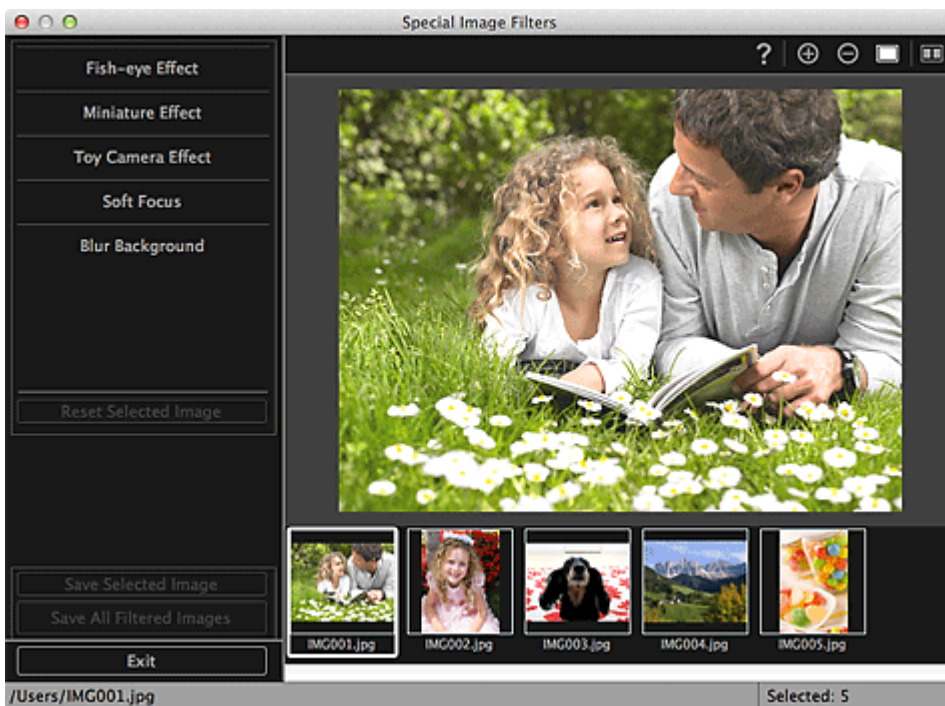 Special Image Filters
Fish-eye Effect
Miniature Effect
Toy Camera Effect
Soft Focus
Blur Background
Reset Selected Image
Save Selected Image
Save All Filtered Images
Exit
?
IMG001.jpg
IMG002.jpg
IMG003.jpg
IMG004.jpg
IMG005.jpg
/Users/IMG001.jpg
Selected: 5